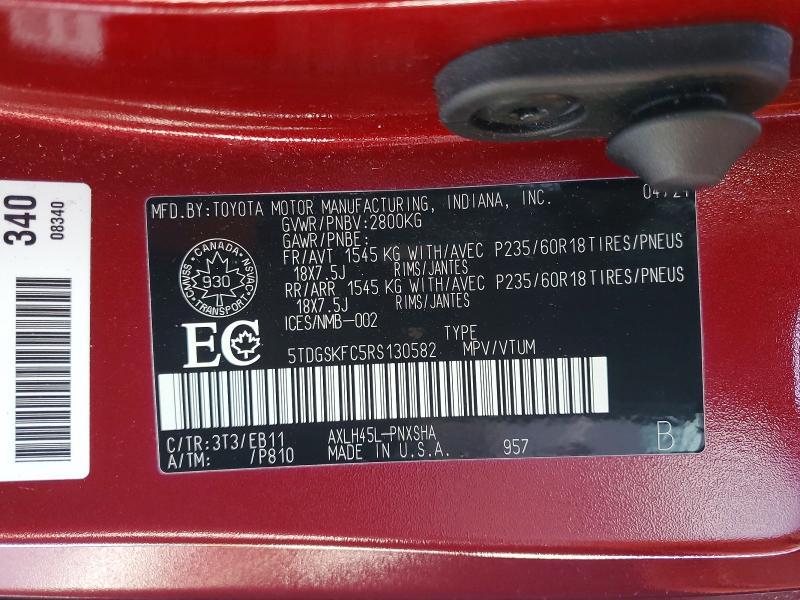 340
08340
MFD.BY:TOYOTA MOTOR MANUFACTURING, INDIANA, INC.
GVWR/PNBV:2800KG
GAWR/PNBE:
FR/AVT 1545 KG WITH/AVEC P235/60R18TIRES/PNEUS
18X7.5J RIMS/JANTES
RR/ARR 1545 KG WITH/AVEC P235/60R18TIRES/PNEUS
18X7.5J RIMS/JANTES
ICES/NMB-002
CANADA
CMVSS
NSVAC
930
TRANSPORT
EC
TYPE
5TDGSKFC5RS130582 MPV/VTUM
C/TR:3T3/EB11 AXLH45L-PNXSHA
A/TM: /P810 MADE IN U.S.A. 957
B